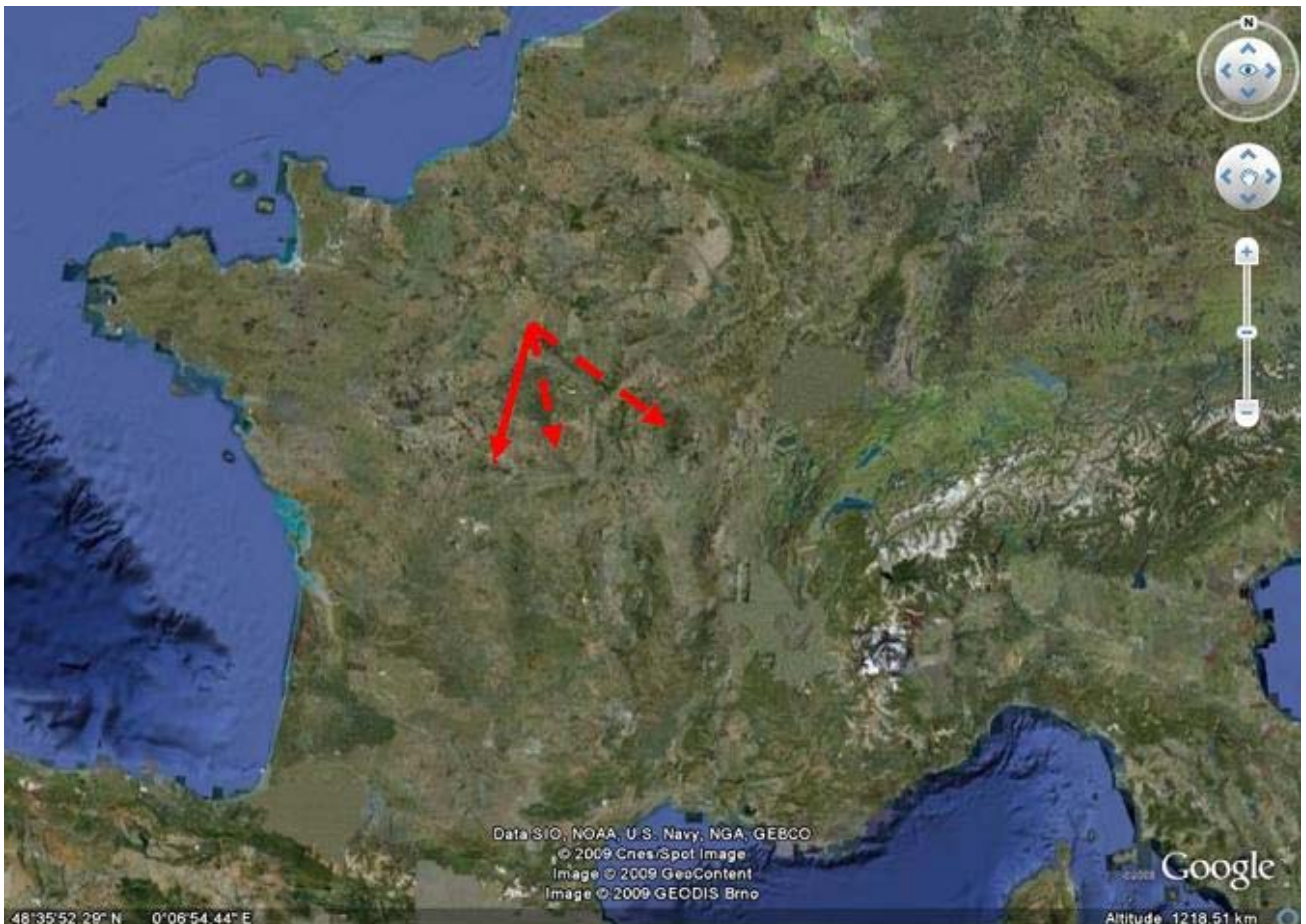 N
Data SIO, NOAA, U.S. Navy, NGA, GEBCO
© 2009 Cnes/Spot Image
Image © 2009 GeoContent
Image © 2009 GEODIS Brno
©2009 Google
48°35'52.29" N 0°06'54.44" E
Altitude 1218.51 km